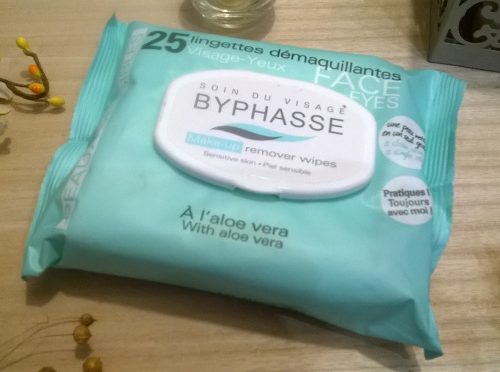 25 lingettes démaquillantes
Visage-Yeux
FACE
EYES
SOIN DU VISAGE
BYPHASSE
Make-up remover wipes
Sensitive skin • Piel sensible
À l'aloe vera
With aloe vera
Pratiques !
Toujours
avec moi !